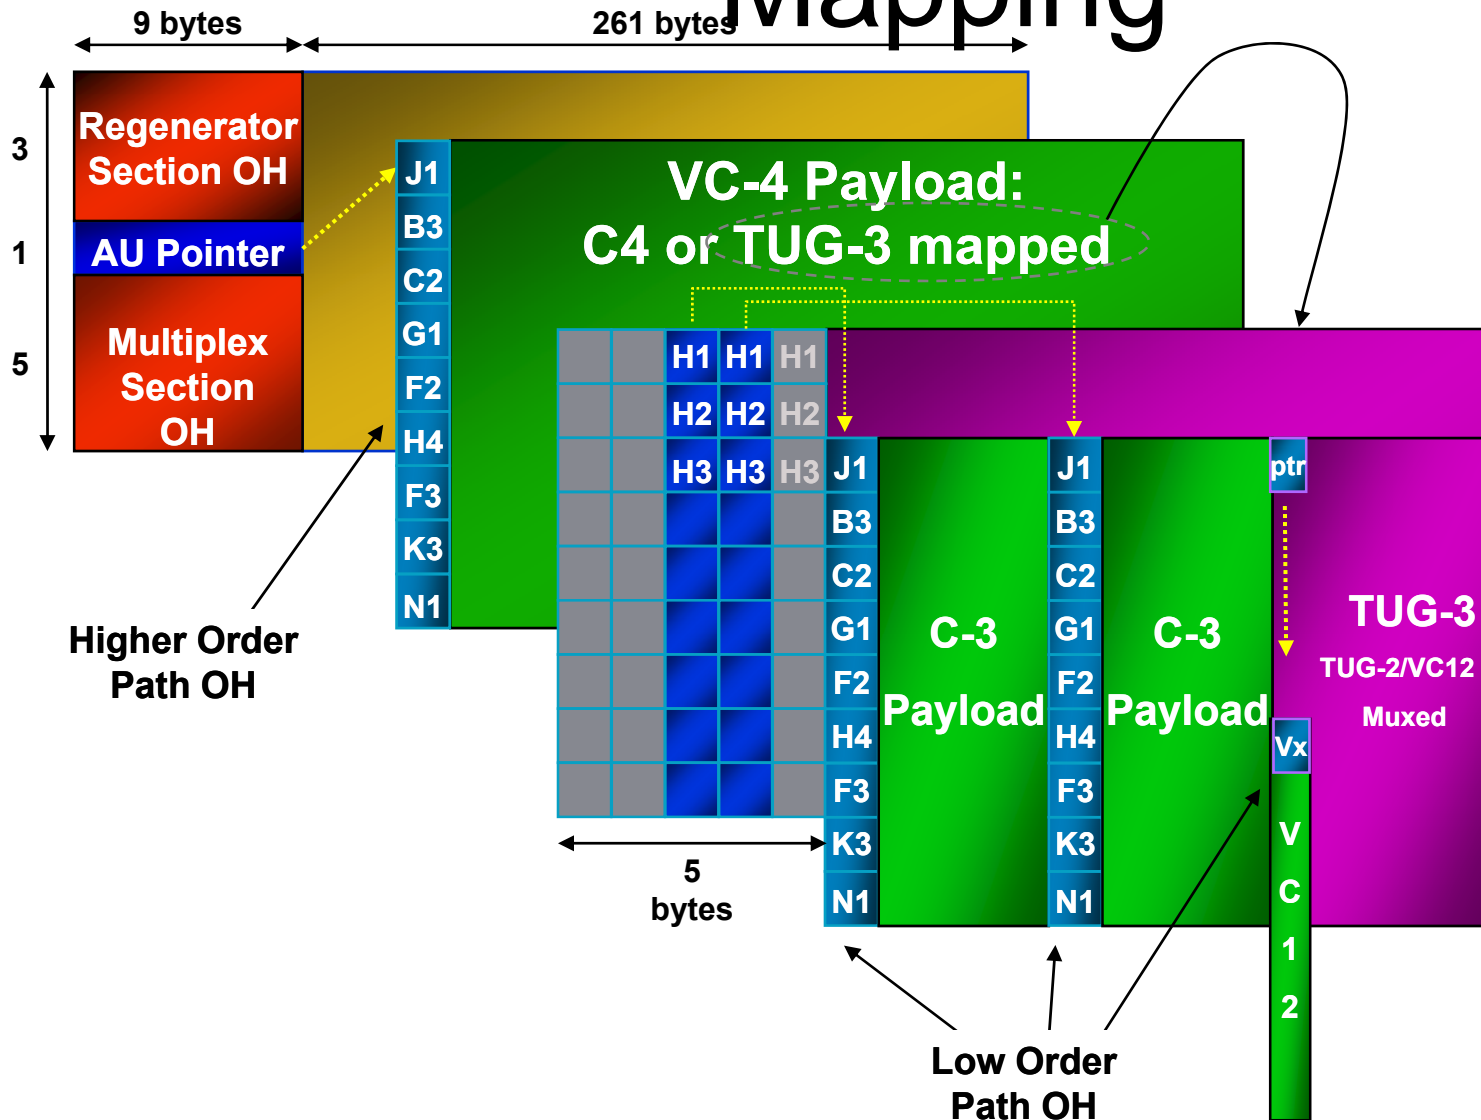 Mapping
9 bytes
261 bytes
3
1
5
Regenerator
Section OH
AU Pointer
Multiplex
Section
OH
J1
B3
C2
G1
F2
H4
F3
K3
N1
VC-4 Payload:
C4 or TUG-3 mapped
Higher Order
Path OH
H1 H1 H1
H2 H2 H2
H3 H3 H3
5
bytes
J1
B3
C2
G1
F2
H4
F3
K3
N1
C-3
Payload
J1
B3
C2
G1
F2
H4
F3
K3
N1
C-3
Payload
ptr
Vx
V
C
1
2
TUG-3
TUG-2/VC12
Muxed
Low Order
Path OH